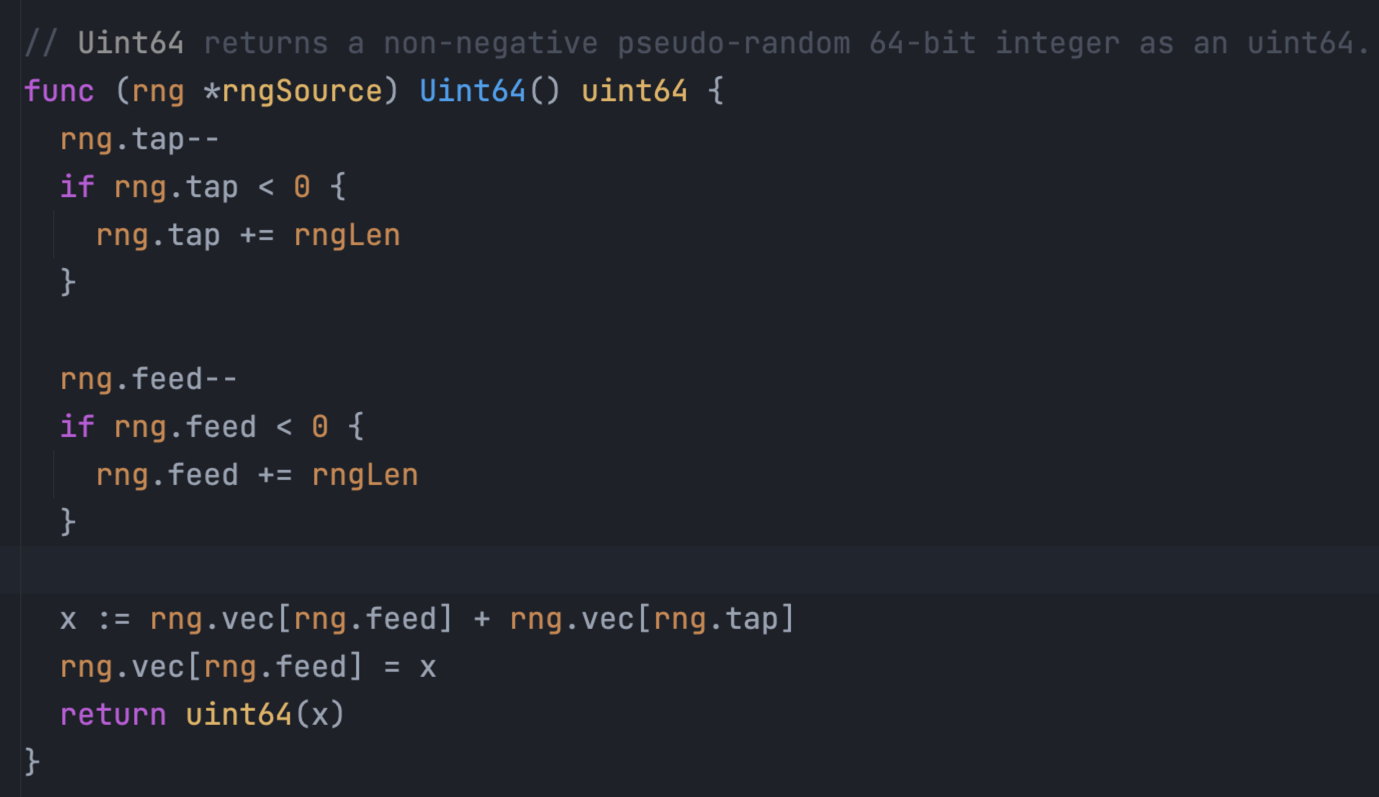 // Uint64 returns a non-negative pseudo-random 64-bit integer as an uint64.
func (rng *rngSource) Uint64() uint64 {
  rng.tap--
  if rng.tap < 0 {
    rng.tap += rngLen
  }

  rng.feed--
  if rng.feed < 0 {
    rng.feed += rngLen
  }

  x := rng.vec[rng.feed] + rng.vec[rng.tap]
  rng.vec[rng.feed] = x
  return uint64(x)
}